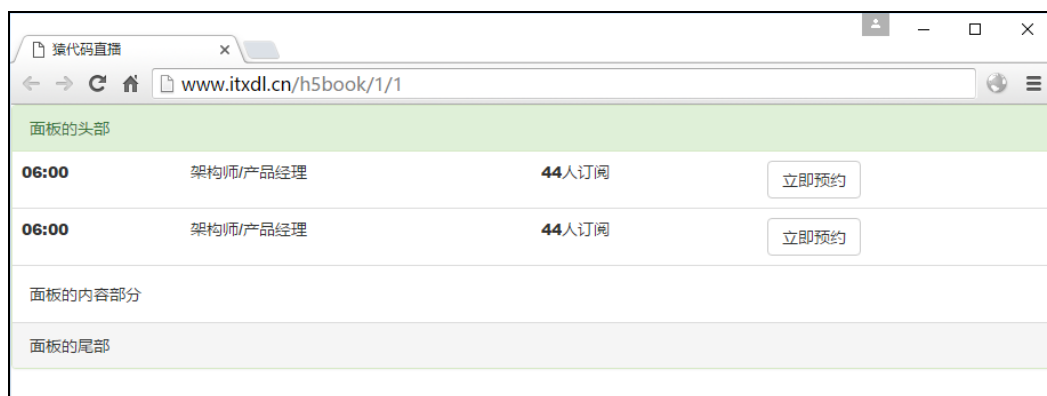 猿代码直播
www.itxdl.cn/h5book/1/1
面板的头部
06:00 架构师/产品经理 44人订阅 立即预约
06:00 架构师/产品经理 44人订阅 立即预约
面板的内容部分
面板的尾部